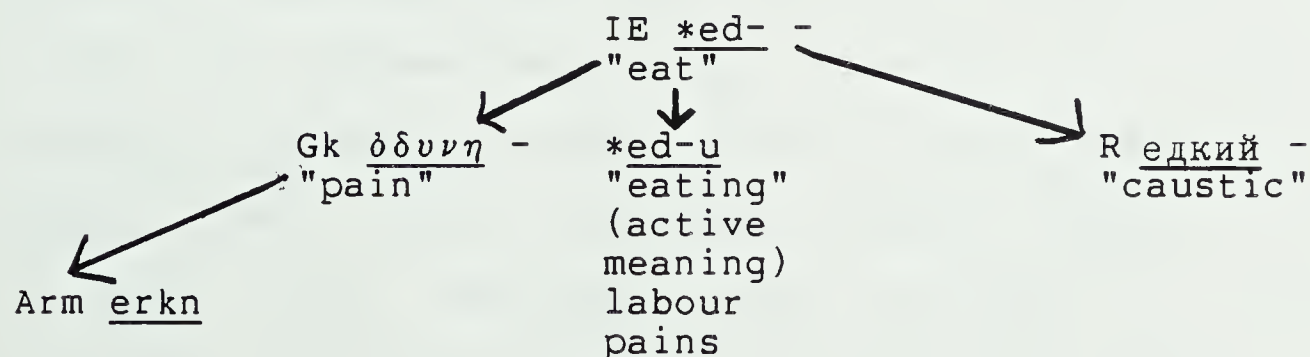 IE *ed- -
"eat"
Gk ὀδυνη -
"pain"
*ed-u
"eating"
(active
meaning)
labour
pains
R едкий -
"caustic"
Arm erkn